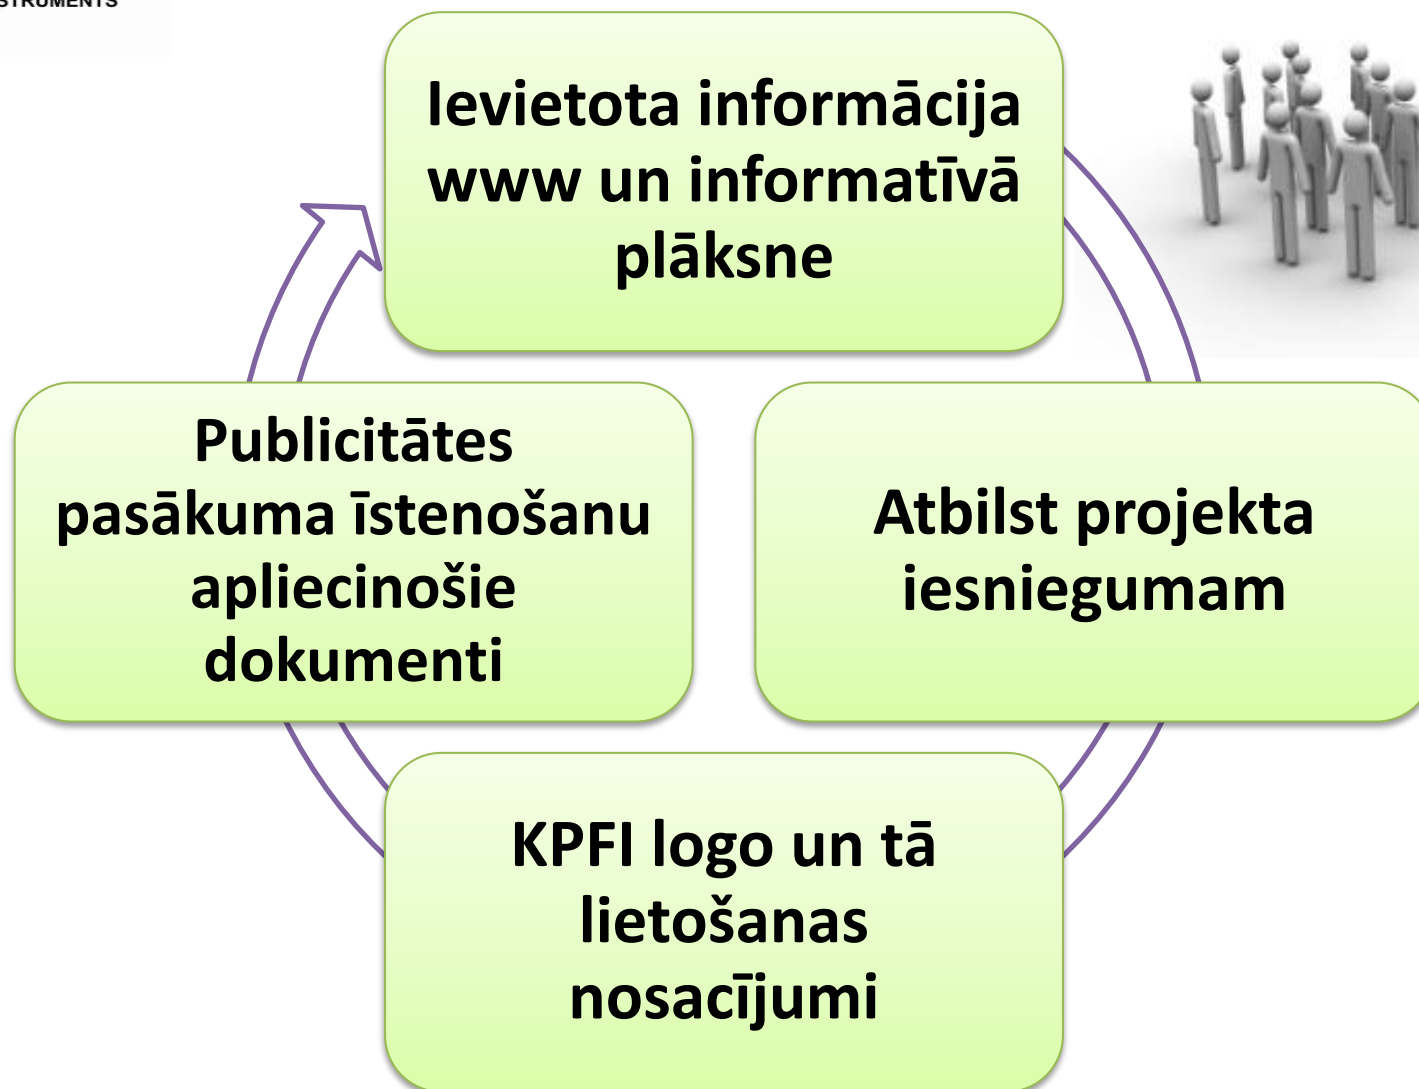 STRUMENTS
Ievietota informācija
www un informatīvā
plāksne
Publicitātes
pasākuma īstenošanu
apliecinošie
dokumenti
Atbilst projekta
iesniegumam
KPFI logo un tā
lietošanas
nosacījumi